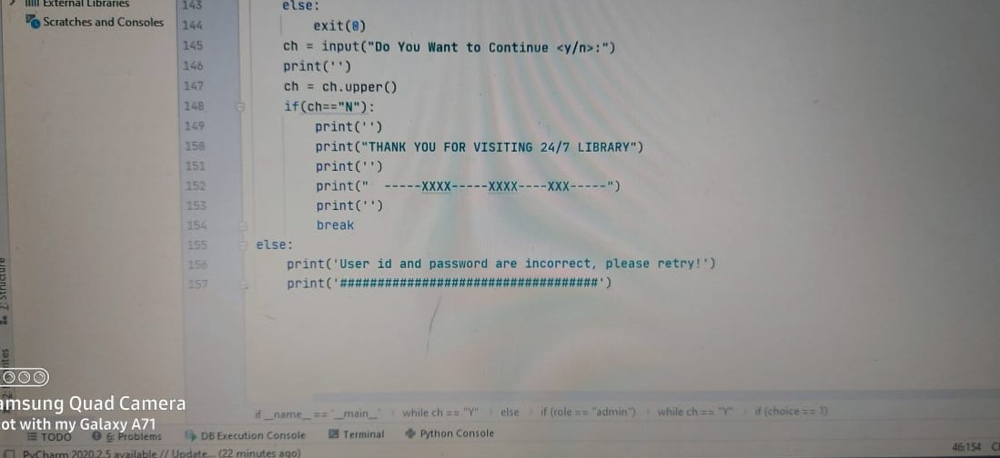 External Libraries
Scratches and Consoles
143 else:
144 exit(0)
145 ch = input("Do You Want to Continue <y/n>:")
146 print('')
147 ch = ch.upper()
148 if(ch=="N"):
149 print('')
150 print("THANK YOU FOR VISITING 24/7 LIBRARY")
151 print('')
152 print(" -----XXXX-----XXXX----XXX-----")
153 print('')
154 break
155 else:
156 print('User id and password are incorrect, please retry!')
157 print('##################################')
Z: Structure
amsung Quad Camera
ot with my Galaxy A71
if __name__ == '__main__' › while ch == "Y" › else › if (role == "admin") › while ch == "Y" › if (choice == 1)
TODO 6: Problems DB Execution Console Terminal Python Console
PyCharm 2020.2.5 available // Update... (22 minutes ago) 46:154